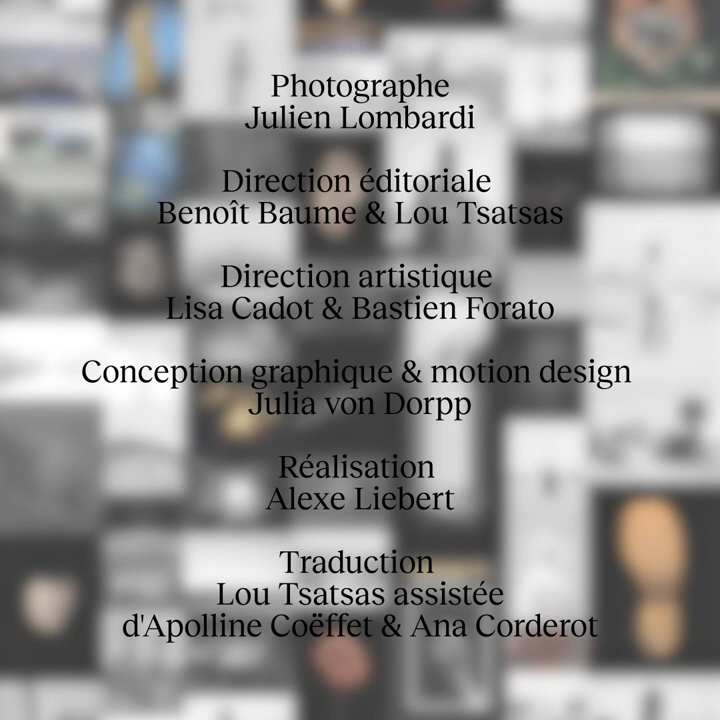 Photographe
Julien Lombardi
Direction éditoriale
Benoît Baume & Lou Tsatsas
Direction artistique
Lisa Cadot & Bastien Forato
Conception graphique & motion design
Julia von Dorpp
Réalisation
Alexe Liebert
Traduction
Lou Tsatsas assistée
d'Apolline Coëffet & Ana Corderot